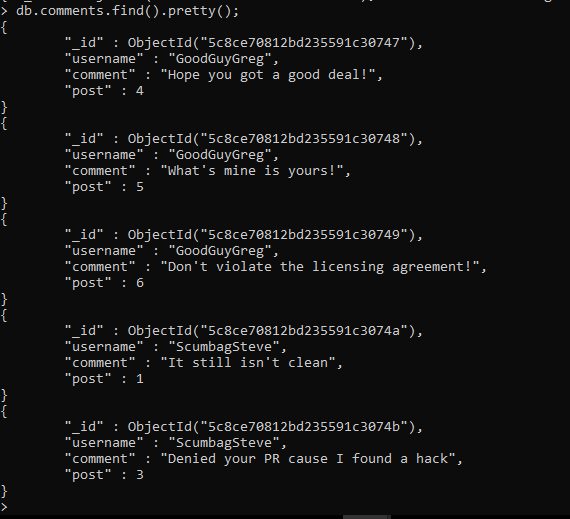 > db.comments.find().pretty();
{
"_id" : ObjectId("5c8ce70812bd235591c30747"),
"username" : "GoodGuyGreg",
"comment" : "Hope you got a good deal!",
"post" : 4
}
{
"_id" : ObjectId("5c8ce70812bd235591c30748"),
"username" : "GoodGuyGreg",
"comment" : "What's mine is yours!",
"post" : 5
}
{
"_id" : ObjectId("5c8ce70812bd235591c30749"),
"username" : "GoodGuyGreg",
"comment" : "Don't violate the licensing agreement!",
"post" : 6
}
{
"_id" : ObjectId("5c8ce70812bd235591c3074a"),
"username" : "ScumbagSteve",
"comment" : "It still isn't clean",
"post" : 1
}
{
"_id" : ObjectId("5c8ce70812bd235591c3074b"),
"username" : "ScumbagSteve",
"comment" : "Denied your PR cause I found a hack",
"post" : 3
}
>